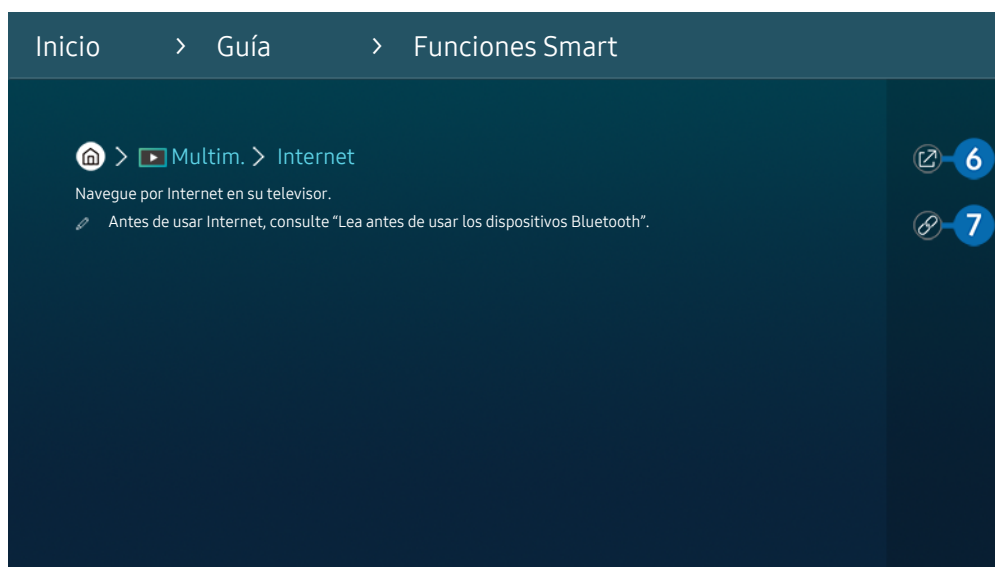 Inicio > Guía > Funciones Smart
> Multim. > Internet
6
Navegue por Internet en su televisor.
Antes de usar Internet, consulte “Lea antes de usar los dispositivos Bluetooth”.
7